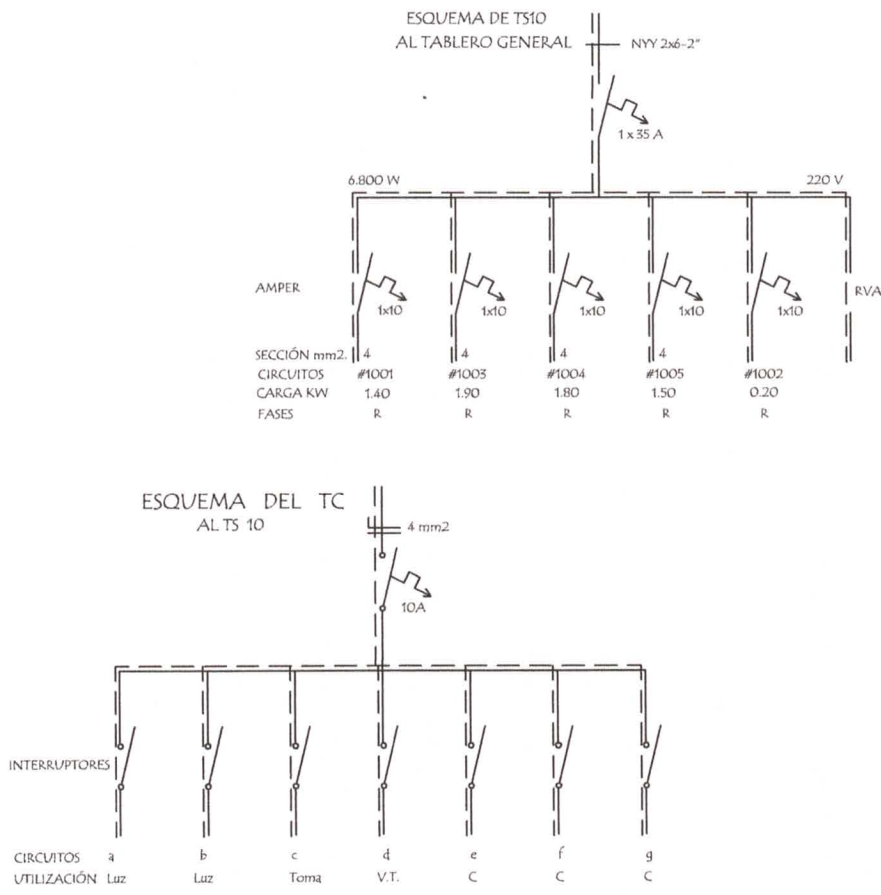 ESQUEMA DE TS10
AL TABLERO GENERAL
NYY 2x6-2"
1 x 35 A
6.800 W
220 V
AMPER
1x10
1x10
1x10
1x10
1x10
RVA
SECCIÓN mm2. 4 4 4 4
CIRCUITOS #1001 #1003 #1004 #1005 #1002
CARGA KW 1.40 1.90 1.80 1.50 0.20
FASES R R R R R
ESQUEMA DEL TC
AL TS 10
4 mm2
10A
INTERRUPTORES
CIRCUITOS a b c d e f g
UTILIZACIÓN Luz Luz Toma V.T. C C C